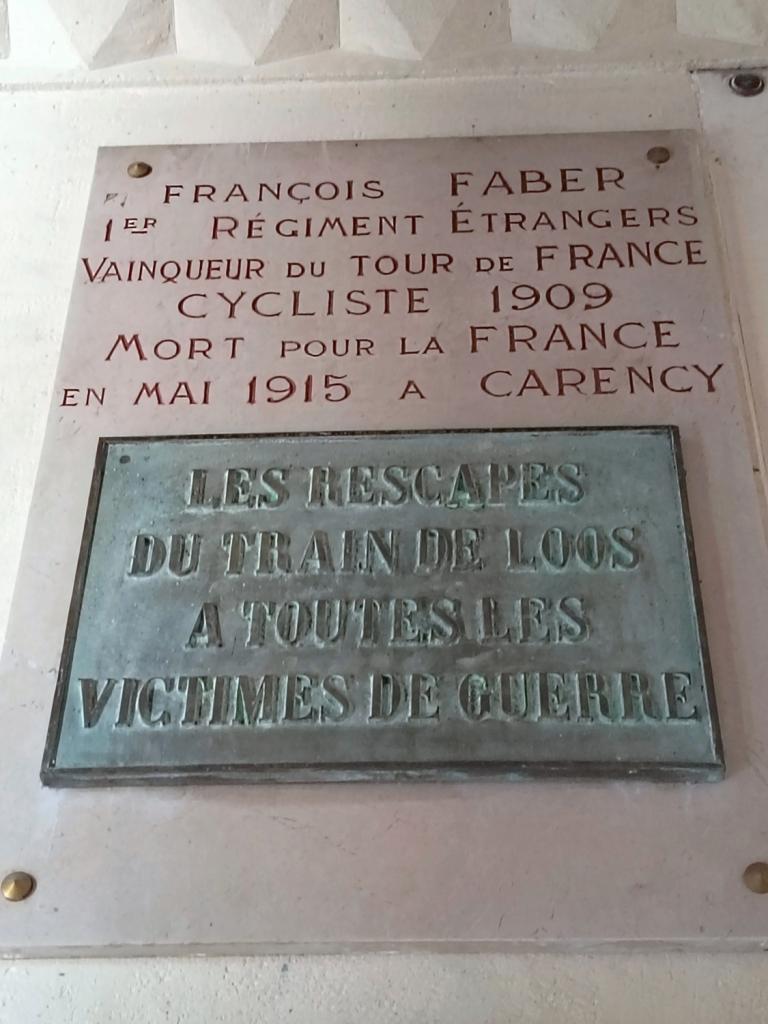 FRANÇOIS FABER
1ER RÉGIMENT ÉTRANGERS
VAINQUEUR DU TOUR DE FRANCE
CYCLISTE 1909
MORT POUR LA FRANCE
EN MAI 1915 A CARENCY
LES RESCAPES
DU TRAIN DE LOOS
A TOUTES LES
VICTIMES DE GUERRE